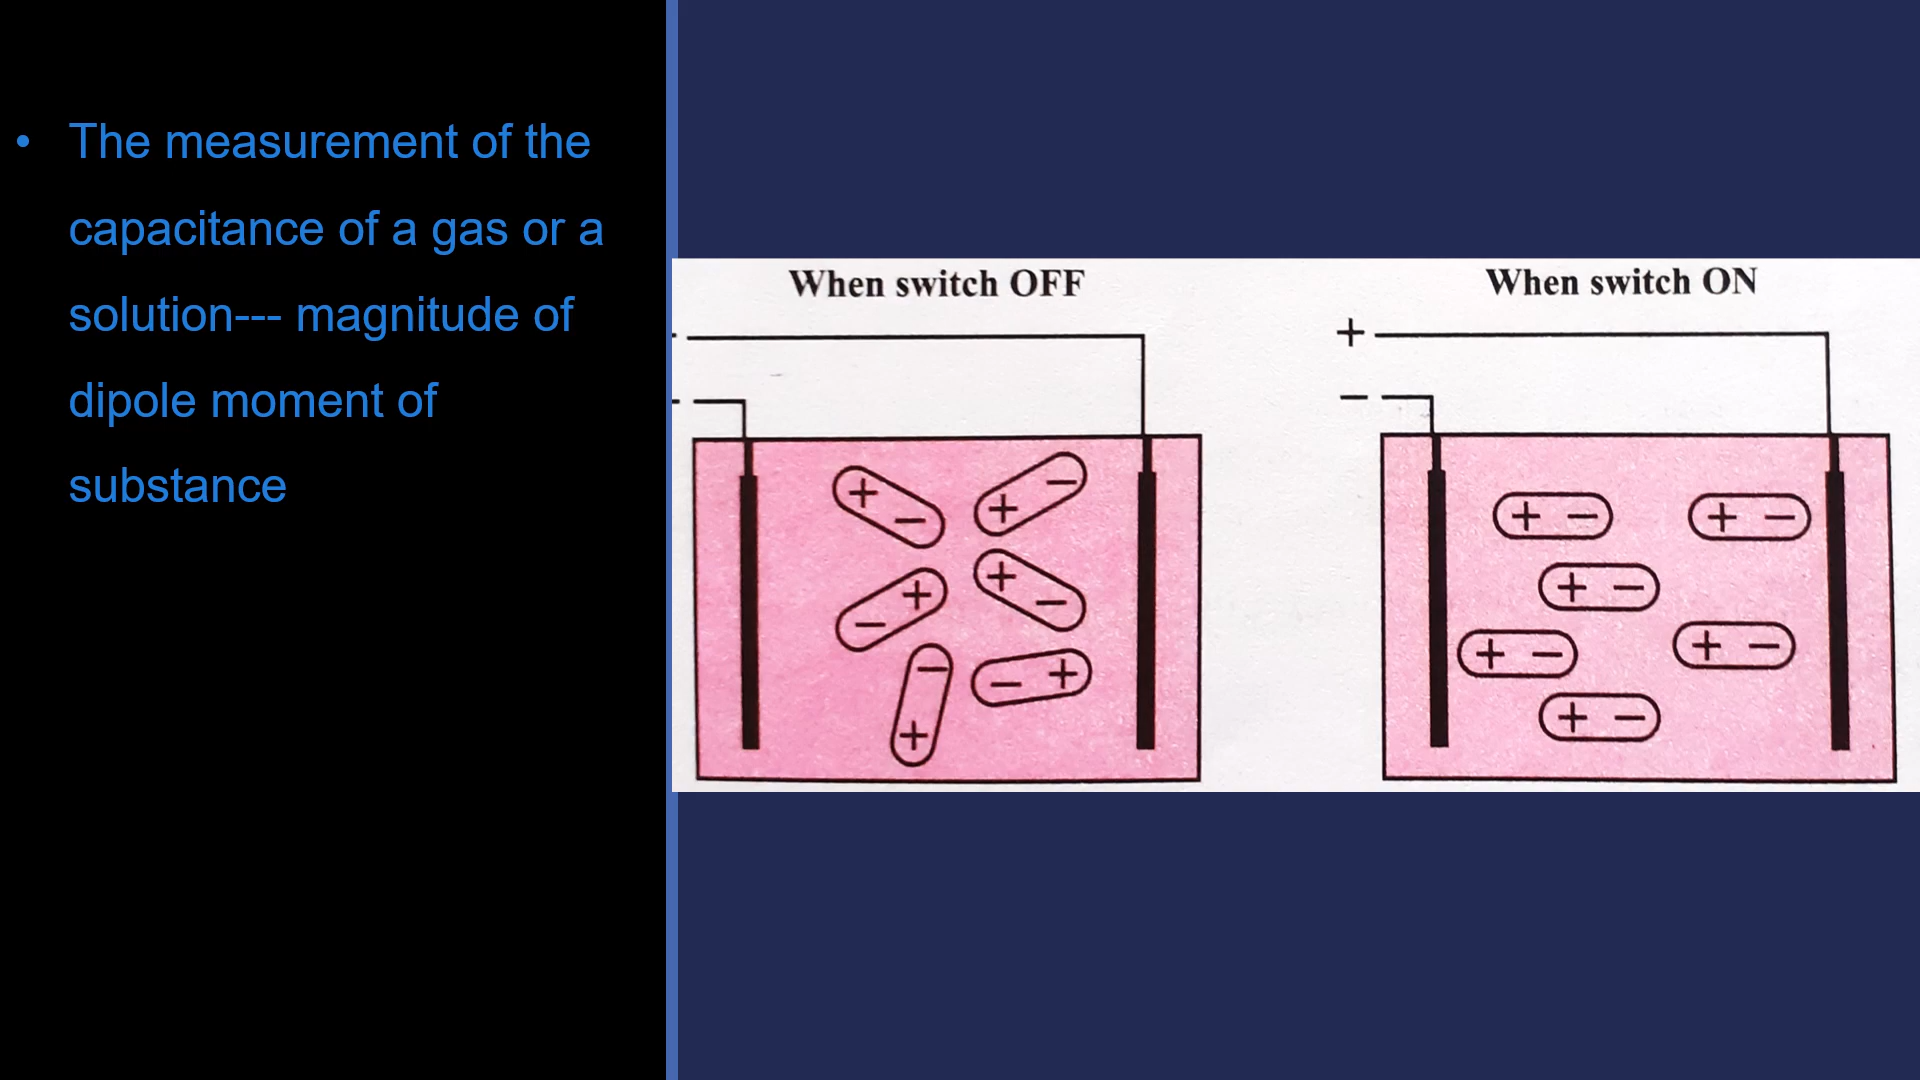 • The measurement of the
capacitance of a gas or a
solution--- magnitude of
dipole moment of
substance
When switch OFF
When switch ON
+
−
+ −
+ −
+ −
+ −
+ −
+ −
+ −
+ −
+ −
+ −
+ −
+ −